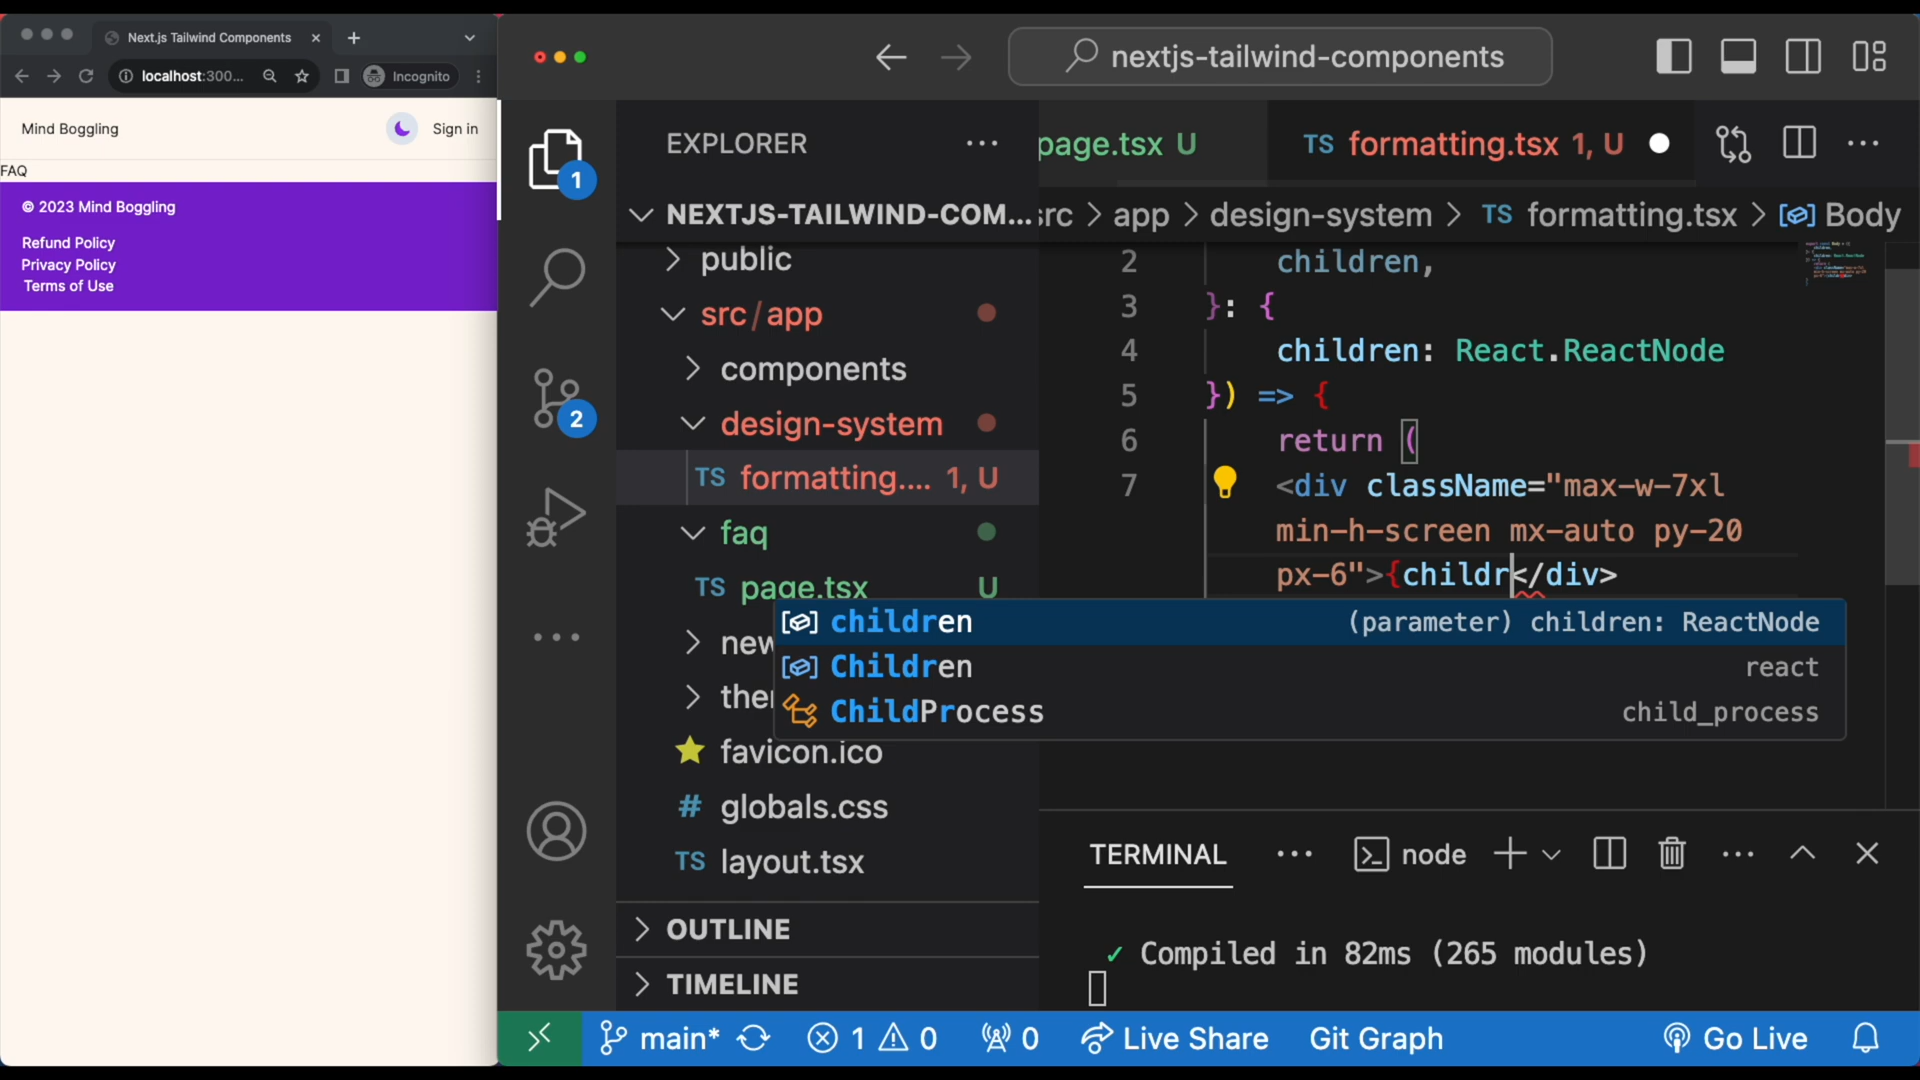 Next.js Tailwind Components
localhost:300...
Incognito
Mind Boggling
Sign in
FAQ
© 2023 Mind Boggling
Refund Policy
Privacy Policy
Terms of Use
nextjs-tailwind-components
1
2
EXPLORER
NEXTJS-TAILWIND-COM...
public
src/app
components
design-system
TS formatting.... 1, U
faq
TS page.tsx U
new
favicon.ico
# globals.css
TS layout.tsx
OUTLINE
TIMELINE
page.tsx U
TS formatting.tsx 1, U
src > app > design-system > TS formatting.tsx > Body
2 children,
3 }: {
4 children: React.ReactNode
5 }) => {
6 return (
7 <div className="max-w-7xl
min-h-screen mx-auto py-20
px-6">{childr</div>
children (parameter) children: ReactNode
Children react
ChildProcess child_process
TERMINAL
node
✓ Compiled in 82ms (265 modules)
main* 1 0 0 Live Share Git Graph Go Live